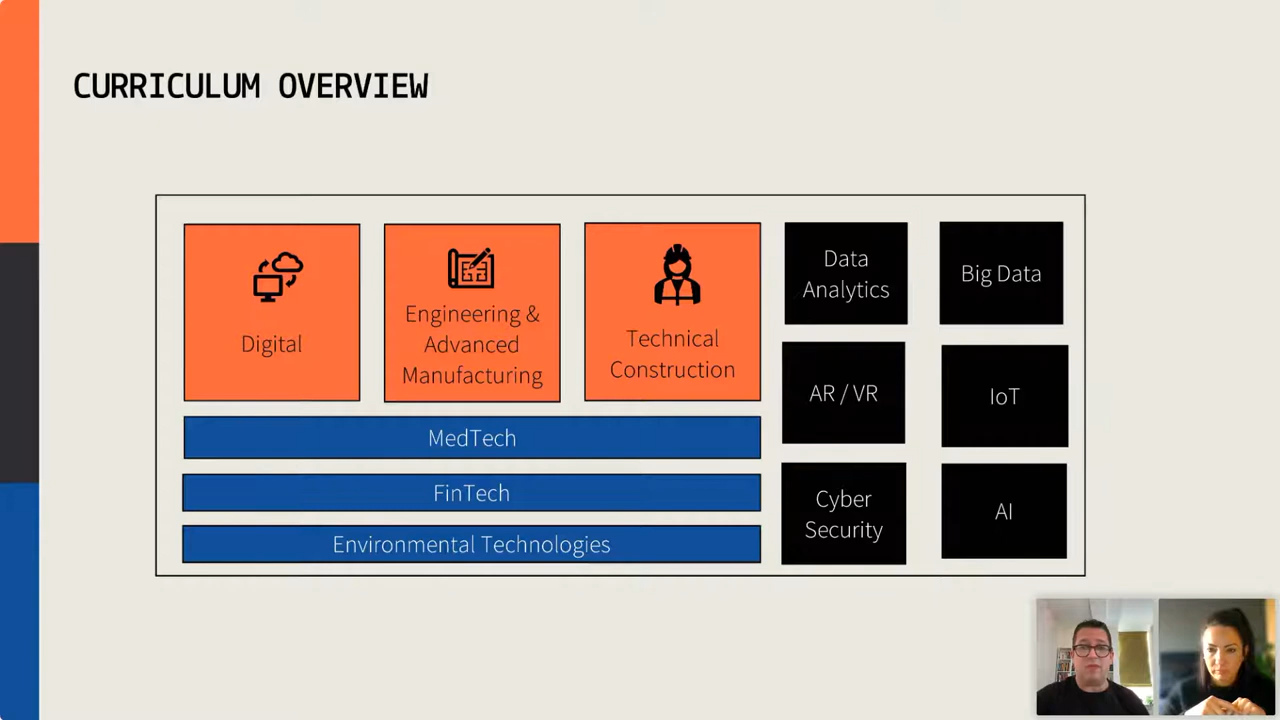 CURRICULUM OVERVIEW
Digital
Engineering &
Advanced
Manufacturing
Technical
Construction
MedTech
FinTech
Environmental Technologies
Data
Analytics
Big Data
AR / VR
IoT
Cyber
Security
AI